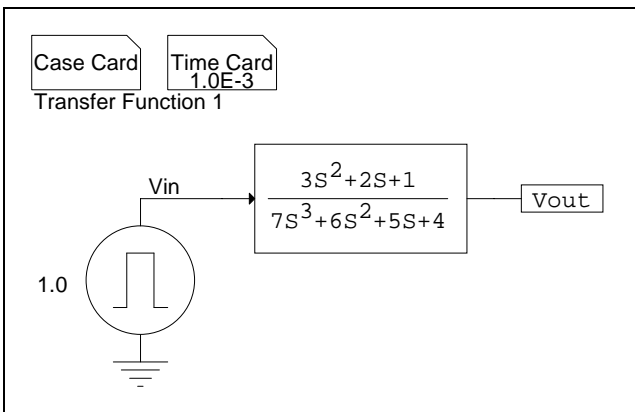 Case Card
Time Card
1.0E-3
Transfer Function 1
Vin
3S²+2S+1
7S³+6S²+5S+4
Vout
1.0